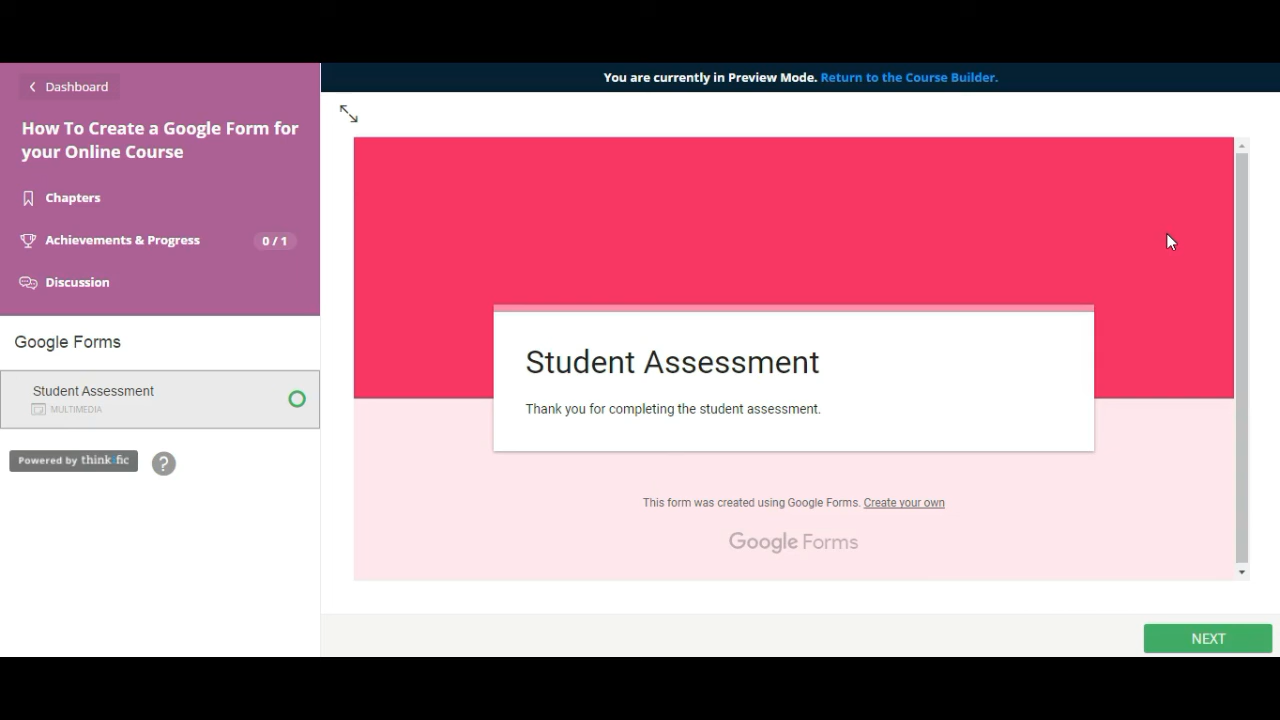 You are currently in Preview Mode. Return to the Course Builder.
Dashboard
How To Create a Google Form for
your Online Course
Chapters
Achievements & Progress 0 / 1
Discussion
Google Forms
Student Assessment
MULTIMEDIA
Powered by thinkific
?
Student Assessment
Thank you for completing the student assessment.
This form was created using Google Forms. Create your own
Google Forms
NEXT